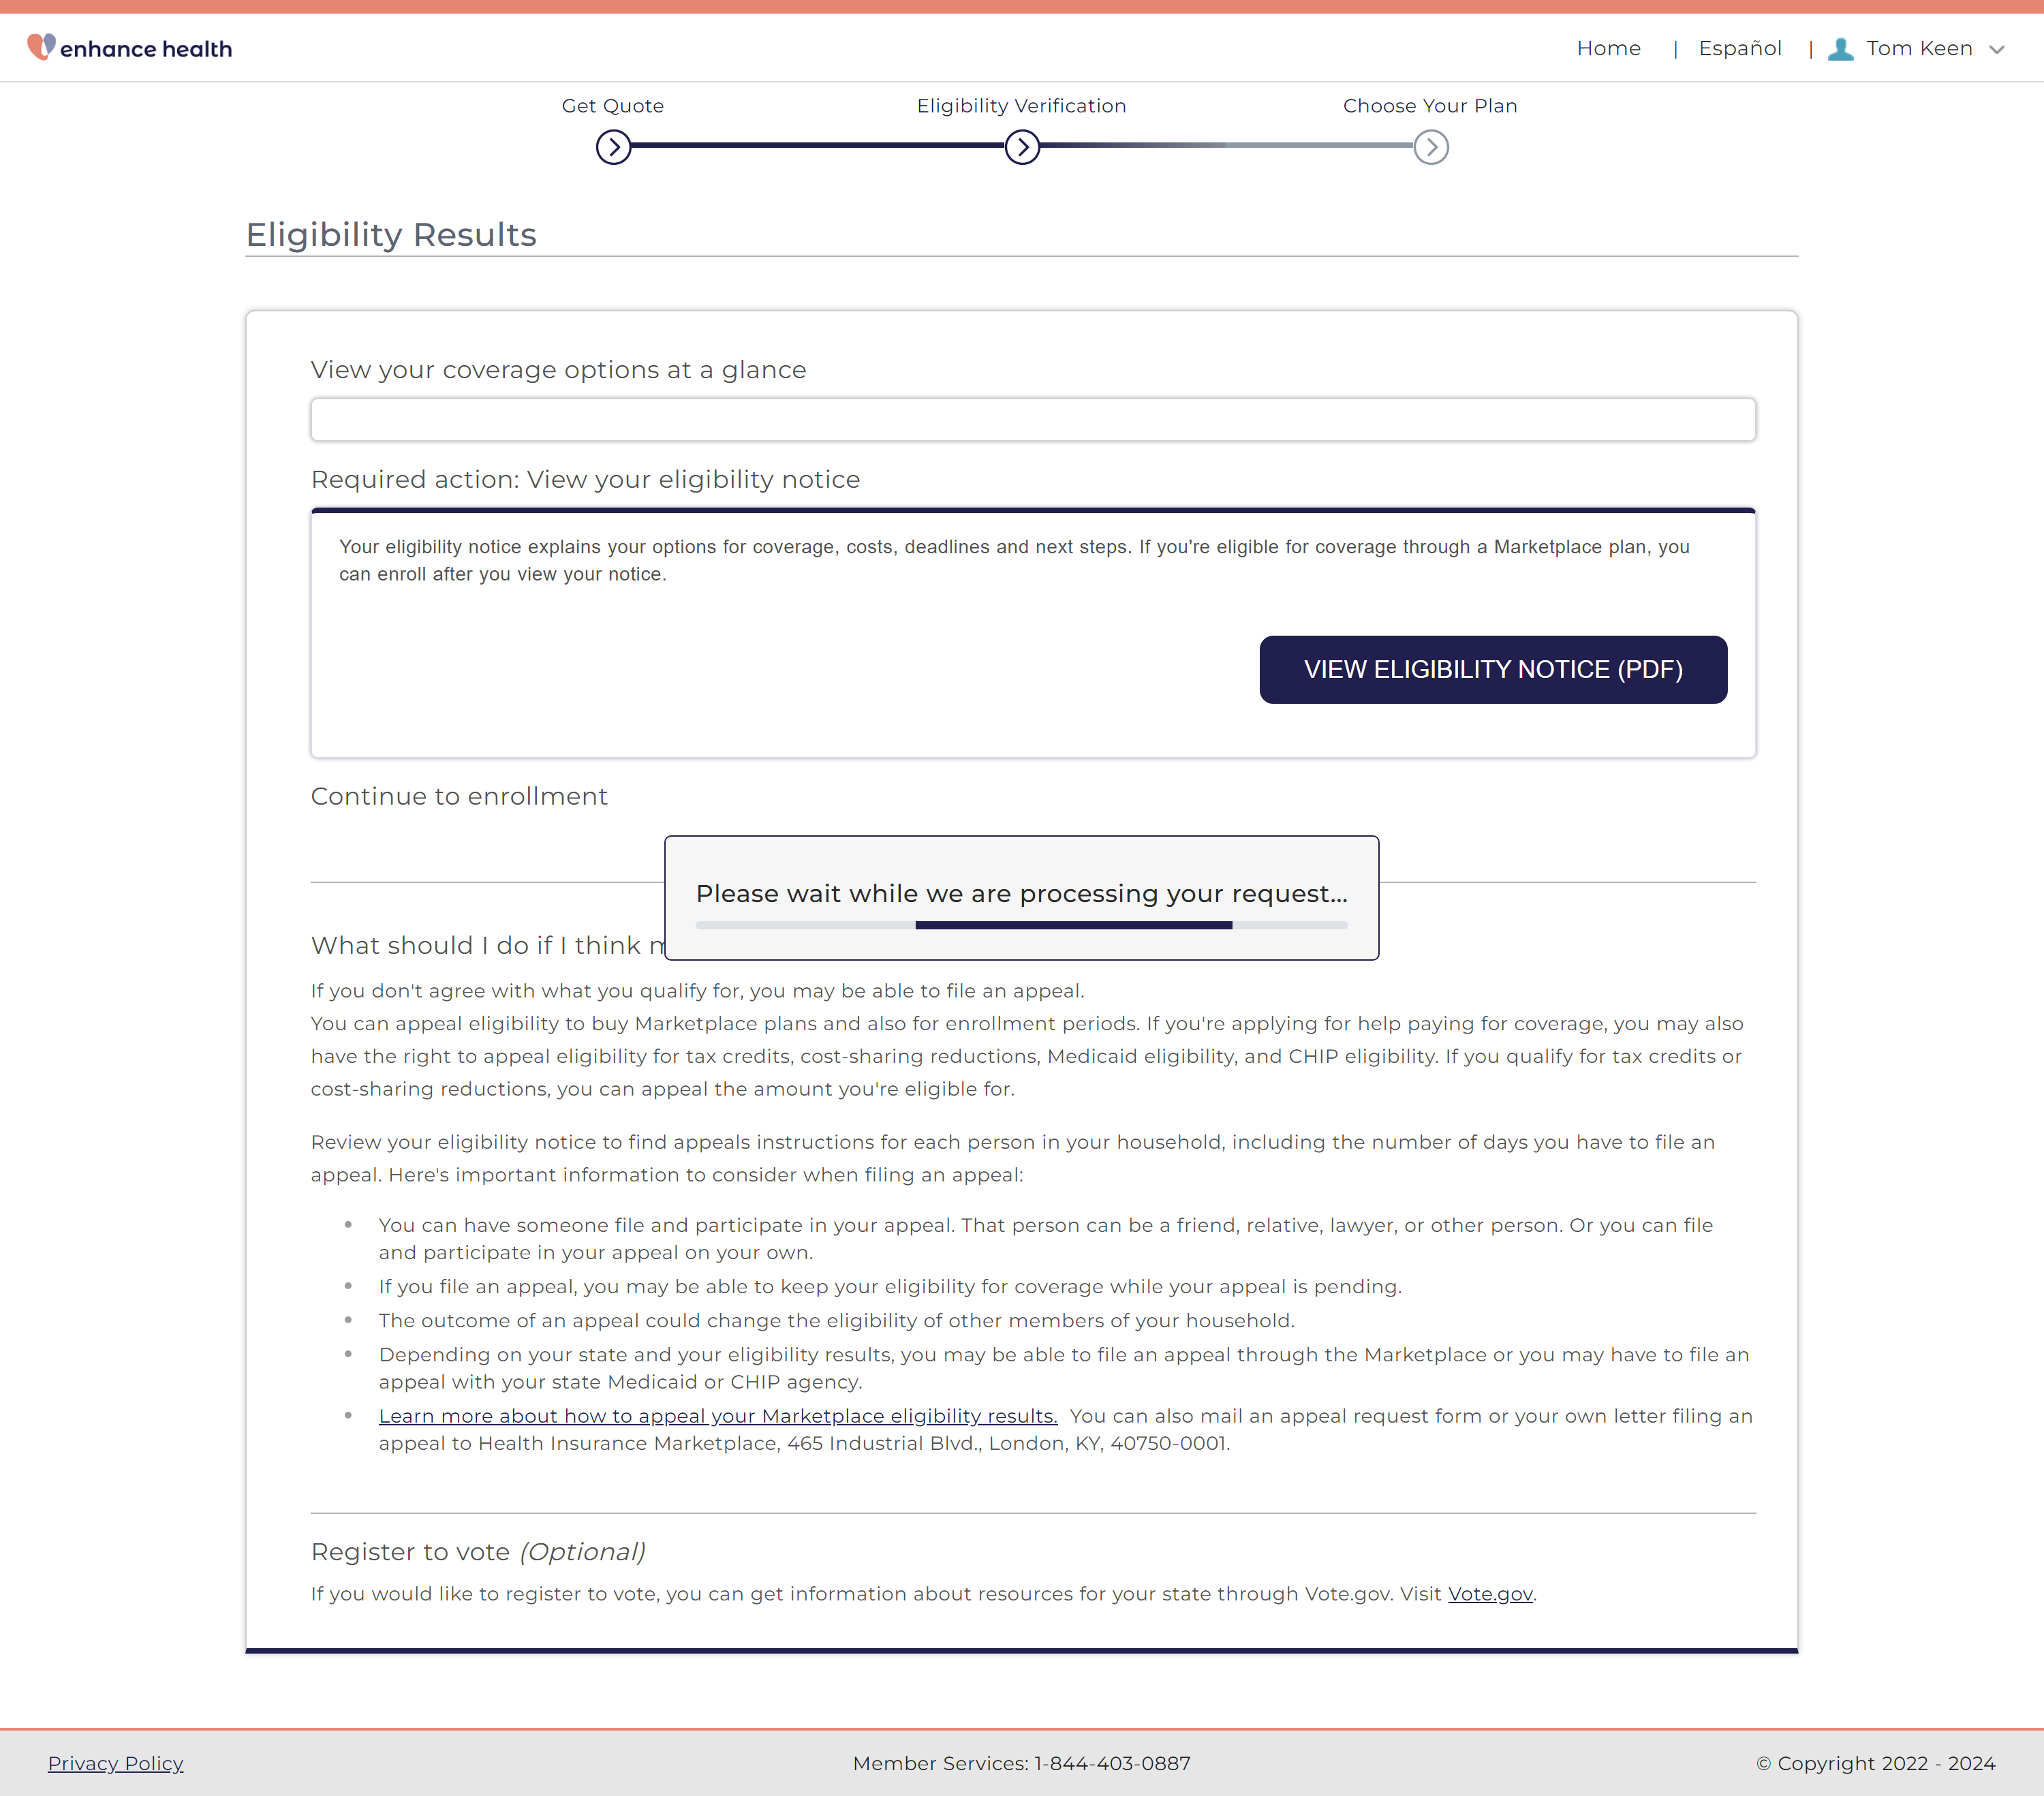 enhance health
Home | Español | Tom Keen
Get Quote
Eligibility Verification
Choose Your Plan
Eligibility Results
View your coverage options at a glance
Required action: View your eligibility notice
Your eligibility notice explains your options for coverage, costs, deadlines and next steps. If you're eligible for coverage through a Marketplace plan, you
can enroll after you view your notice.
VIEW ELIGIBILITY NOTICE (PDF)
Continue to enrollment
Please wait while we are processing your request...
What should I do if I think
If you don't agree with what you qualify for, you may be able to file an appeal.
You can appeal eligibility to buy Marketplace plans and also for enrollment periods. If you're applying for help paying for coverage, you may also
have the right to appeal eligibility for tax credits, cost-sharing reductions, Medicaid eligibility, and CHIP eligibility. If you qualify for tax credits or
cost-sharing reductions, you can appeal the amount you're eligible for.
Review your eligibility notice to find appeals instructions for each person in your household, including the number of days you have to file an
appeal. Here's important information to consider when filing an appeal:
• You can have someone file and participate in your appeal. That person can be a friend, relative, lawyer, or other person. Or you can file
and participate in your appeal on your own.
• If you file an appeal, you may be able to keep your eligibility for coverage while your appeal is pending.
• The outcome of an appeal could change the eligibility of other members of your household.
• Depending on your state and your eligibility results, you may be able to file an appeal through the Marketplace or you may have to file an
appeal with your state Medicaid or CHIP agency.
• Learn more about how to appeal your Marketplace eligibility results. You can also mail an appeal request form or your own letter filing an
appeal to Health Insurance Marketplace, 465 Industrial Blvd., London, KY, 40750-0001.
Register to vote (Optional)
If you would like to register to vote, you can get information about resources for your state through Vote.gov. Visit Vote.gov.
Privacy Policy
Member Services: 1-844-403-0887
© Copyright 2022 - 2024